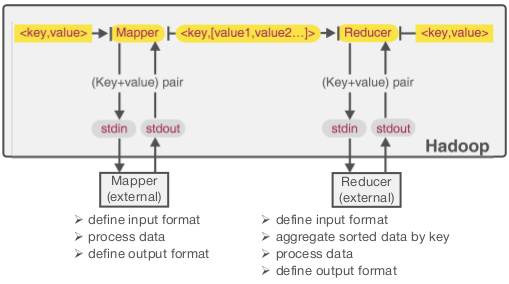 <key,value>
Mapper
<key,[value1,value2...]>
Reducer
<key,value>
(Key+value) pair
(Key+value) pair
stdin
stdout
stdin
stdout
Hadoop
Mapper
(external)
Reducer
(external)
➢ define input format
➢ process data
➢ define output format
➢ define input format
➢ aggregate sorted data by key
➢ process data
➢ define output format